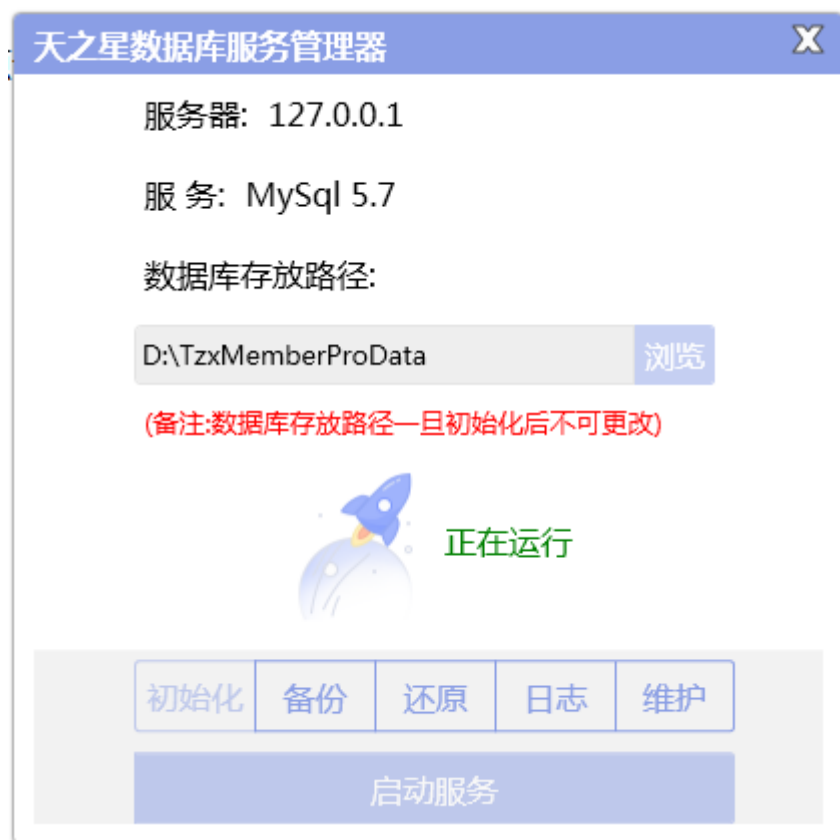 天之星数据库服务管理器 X
服务器: 127.0.0.1
服 务: MySql 5.7
数据库存放路径:
D:\TzxMemberProData 浏览
(备注:数据库存放路径一旦初始化后不可更改)
正在运行
初始化 备份 还原 日志 维护
启动服务